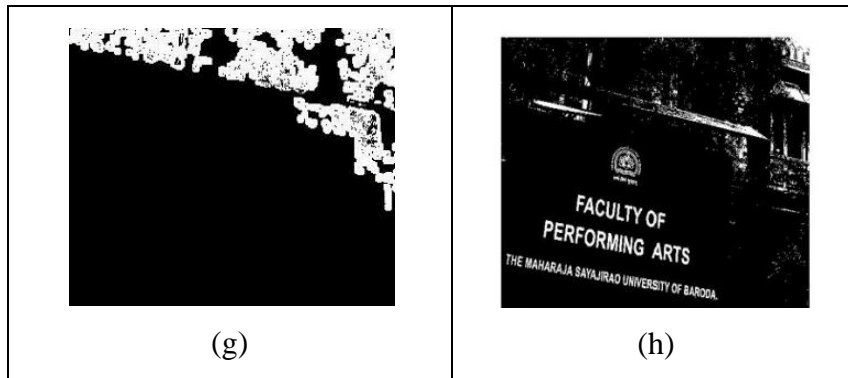 FACULTY OF
PERFORMING ARTS
THE MAHARAJA SAYAJIRAO UNIVERSITY OF BARODA.
(g)
(h)